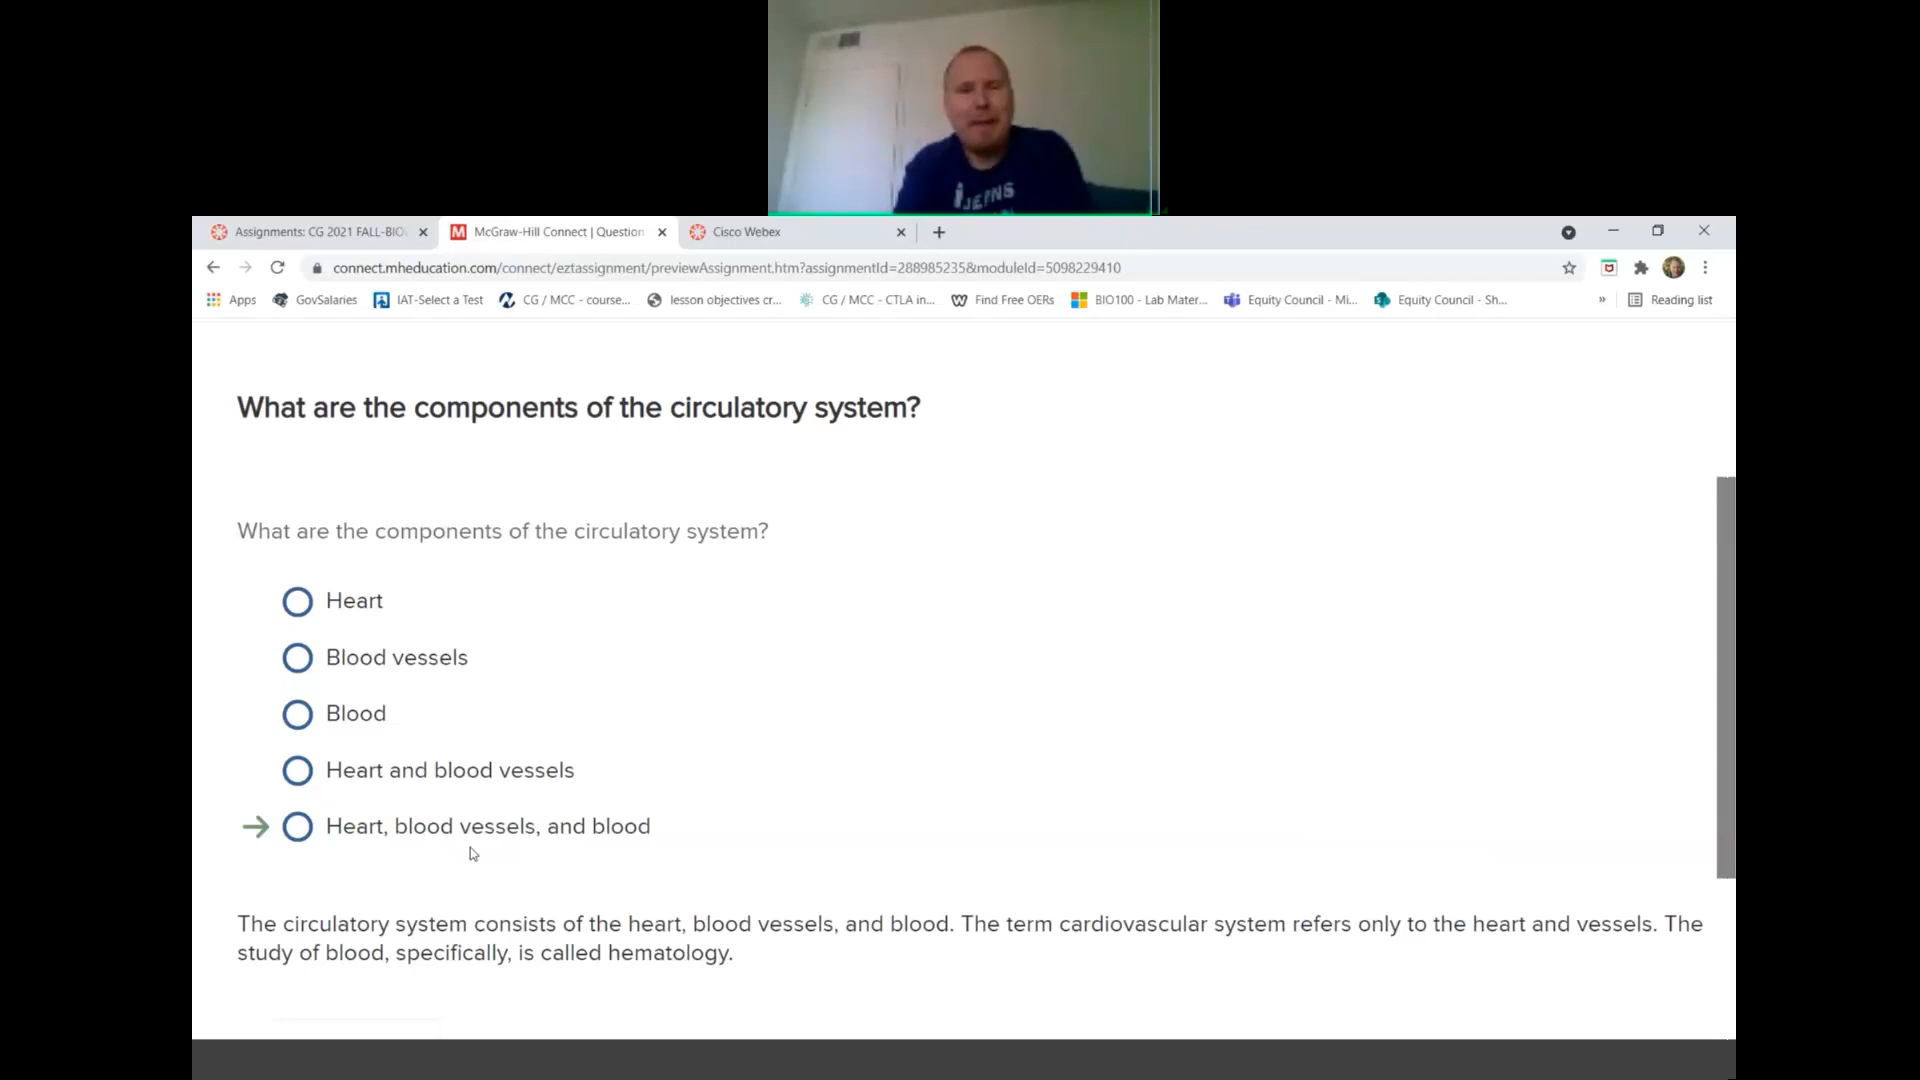 iJEANS
Assignments: CG 2021 FALL-BIO
McGraw-Hill Connect | Question
Cisco Webex
connect.mheducation.com/connect/eztassignment/previewAssignment.htm?assignmentId=288985235&moduleId=5098229410
Apps GovSalaries IAT-Select a Test CG / MCC - course... lesson objectives cr... CG / MCC - CTLA in... Find Free OERs BIO100 - Lab Mater... Equity Council - Mi... Equity Council - Sh... » Reading list
What are the components of the circulatory system?
What are the components of the circulatory system?
Heart
Blood vessels
Blood
Heart and blood vessels
Heart, blood vessels, and blood
The circulatory system consists of the heart, blood vessels, and blood. The term cardiovascular system refers only to the heart and vessels. The
study of blood, specifically, is called hematology.